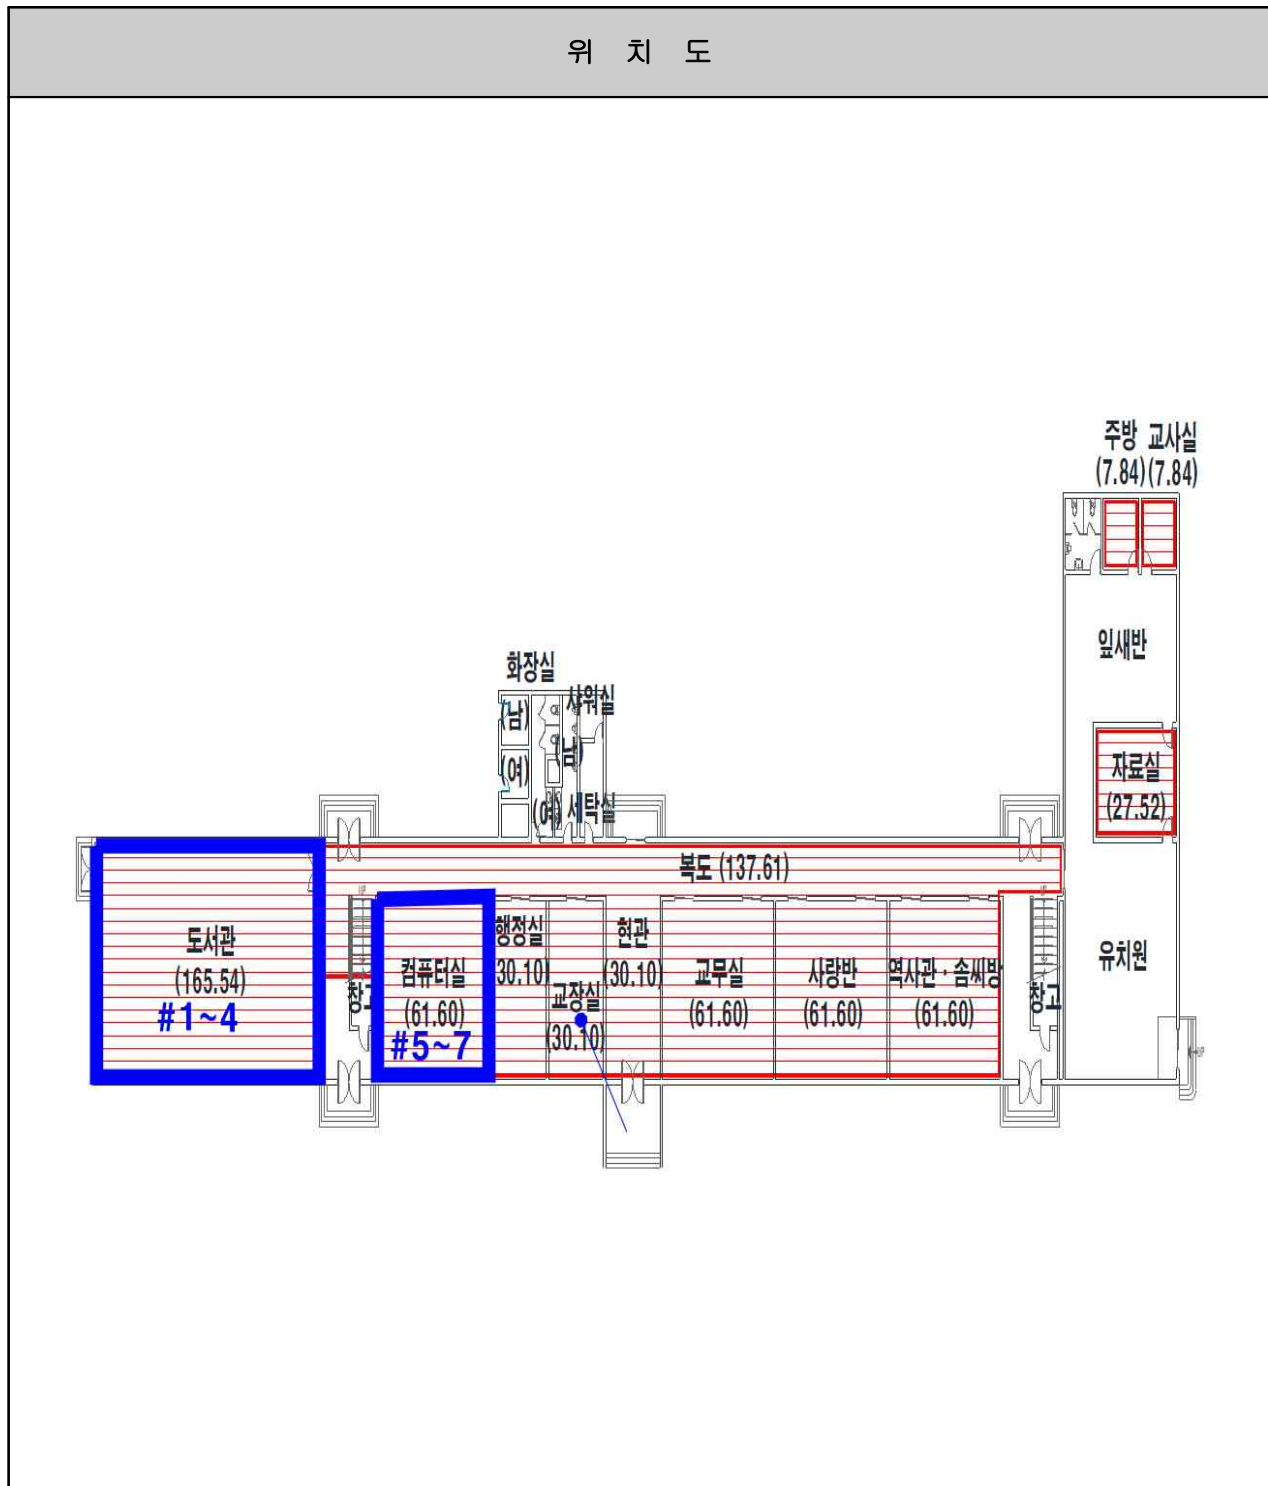 위 치 도
주방 교사실
(7.84) (7.84)
잎새반
화장실
샤워실
(남)
(남)
(여)
자료실
(27.52)
(여) 세탁실
복도 (137.61)
도서관
(165.54)
#1~4
창고
컴퓨터실
(61.60)
#5~7
행정실
(30.10)
교장실
(30.10)
현관
(30.10)
교무실
(61.60)
사랑반
(61.60)
역사관·솜씨방
(61.60)
창고
유치원